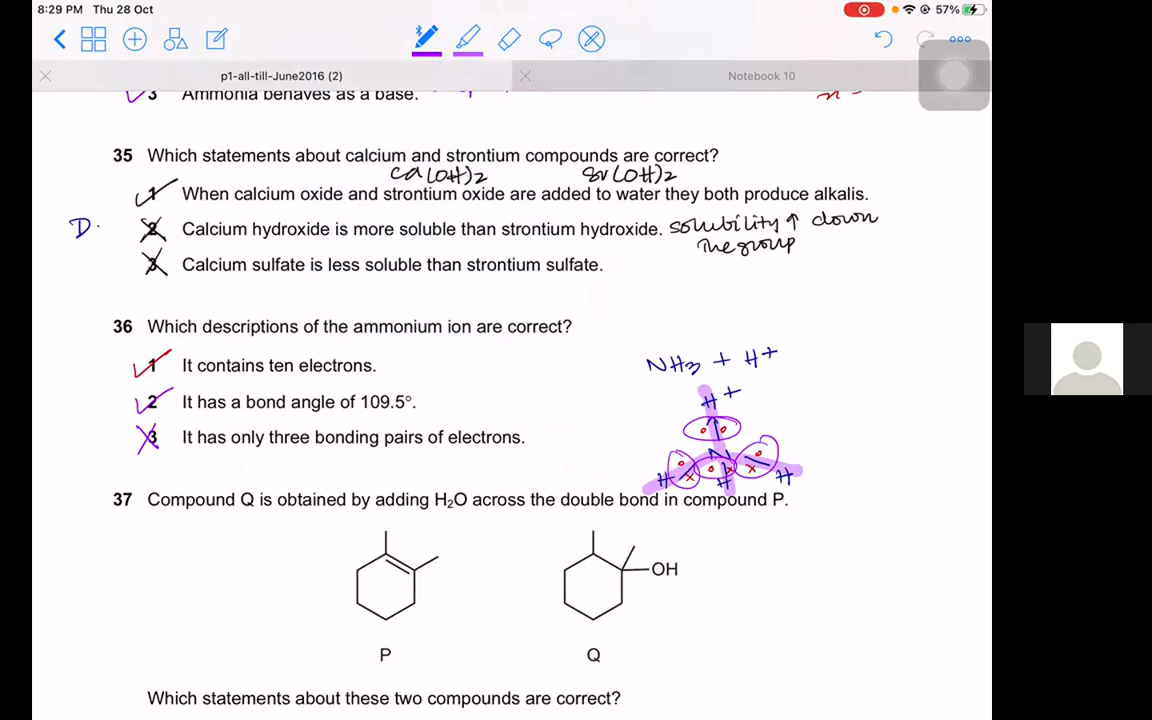 8:29 PM Thu 28 Oct
57%
p1-all-till-June2016 (2)
Notebook 10
3 Ammonia behaves as a base.
35 Which statements about calcium and strontium compounds are correct?
Ca(OH)2 Sr(OH)2
1 When calcium oxide and strontium oxide are added to water they both produce alkalis.
D. 2 Calcium hydroxide is more soluble than strontium hydroxide. solubility ↑ down
the group
3 Calcium sulfate is less soluble than strontium sulfate.
36 Which descriptions of the ammonium ion are correct?
NH3 + H+
1 It contains ten electrons.
H+
2 It has a bond angle of 109.5°.
3 It has only three bonding pairs of electrons.
N
H H H
37 Compound Q is obtained by adding H₂O across the double bond in compound P.
OH
P Q
Which statements about these two compounds are correct?